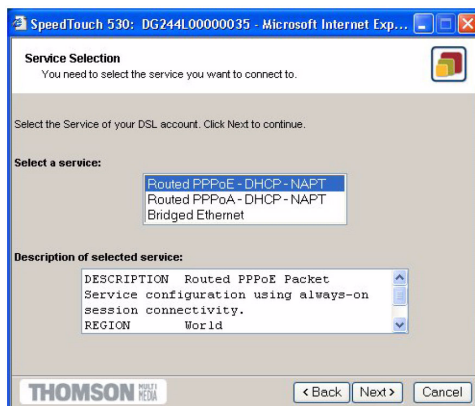 SpeedTouch 530: DG244L00000035 - Microsoft Internet Exp...
Service Selection
You need to select the service you want to connect to.
Select the Service of your DSL account. Click Next to continue.
Select a service:
Routed PPPoE - DHCP - NAPT
Routed PPPoA - DHCP - NAPT
Bridged Ethernet
Description of selected service:
DESCRIPTION Routed PPPoE Packet
Service configuration using always-on
session connectivity.
REGION World
THOMSON MULTI MEDIA
< Back Next > Cancel